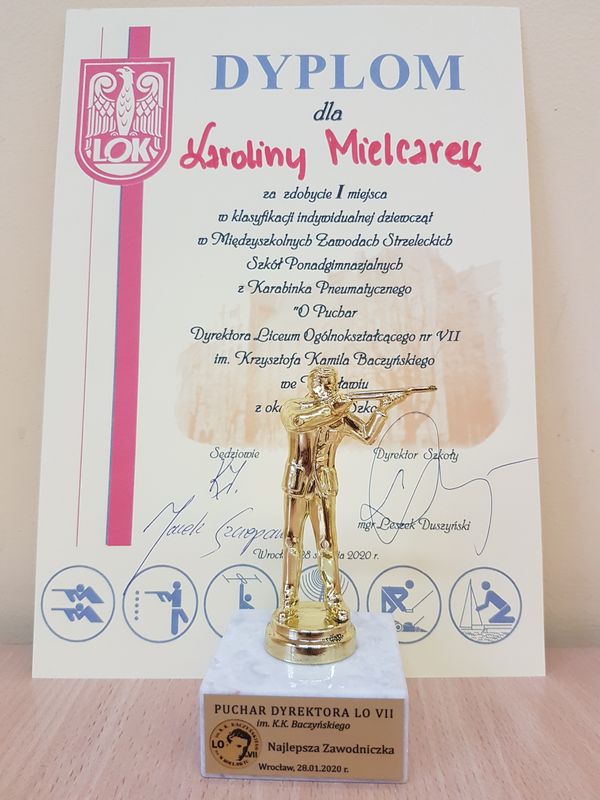 DYPLOM
dla
LOK
Karoliny Mielcarek
za zdobycie I miejsca
w klasyfikacji indywidualnej dziewcząt
w Międzyszkolnych Zawodach Strzeleckich
Szkół Ponadgimnazjalnych
z Karabinka Pneumatycznego
"O Puchar
Dyrektora Liceum Ogólnokształcącego nr VII
im. Krzysztofa Kamila Baczyńskiego
we
z
Sędziowie
Dyrektor Szkoły
Marek
mgr Leszek Duszyński
2020 r.
PUCHAR DYREKTORA LO VII
im. K.K. Baczyńskiego
LO VII
Najlepsza Zawodniczka
Wrocław, 28.01.2020 r.